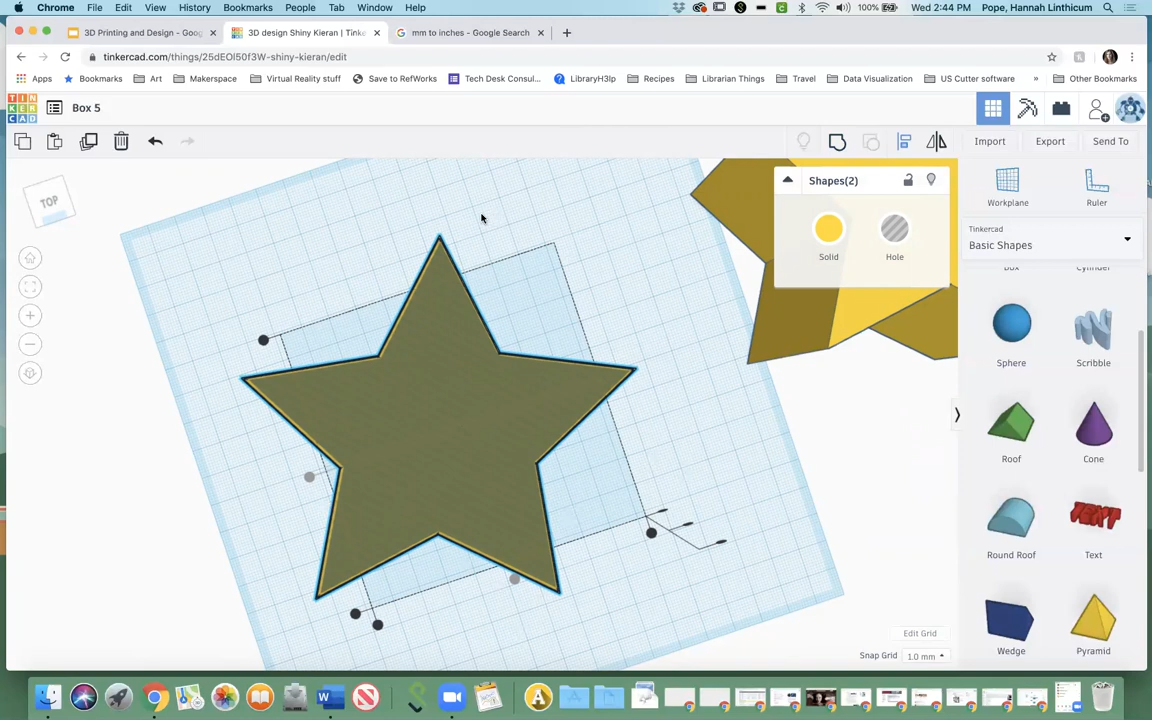 Chrome File Edit View History Bookmarks People Tab Window Help 100% Wed 2:44 PM Pope, Hannah Linthicum
3D Printing and Design - Goog × 3D design Shiny Kieran | Tinke × mm to inches - Google Search ×
tinkercad.com/things/25dEOl50f3W-shiny-kieran/edit
Apps Bookmarks Art Makerspace Virtual Reality stuff Save to RefWorks Tech Desk Consul... LibraryH3lp Recipes Librarian Things Travel Data Visualization US Cutter software » Other Bookmarks
TIN
KER
CAD
Box 5
Import Export Send To
TOP
Shapes(2)
Solid Hole
Workplane Ruler
Tinkercad
Basic Shapes
Box Cylinder
Sphere Scribble
Roof Cone
TEXT
Round Roof Text
Wedge Pyramid
Edit Grid
Snap Grid 1.0 mm